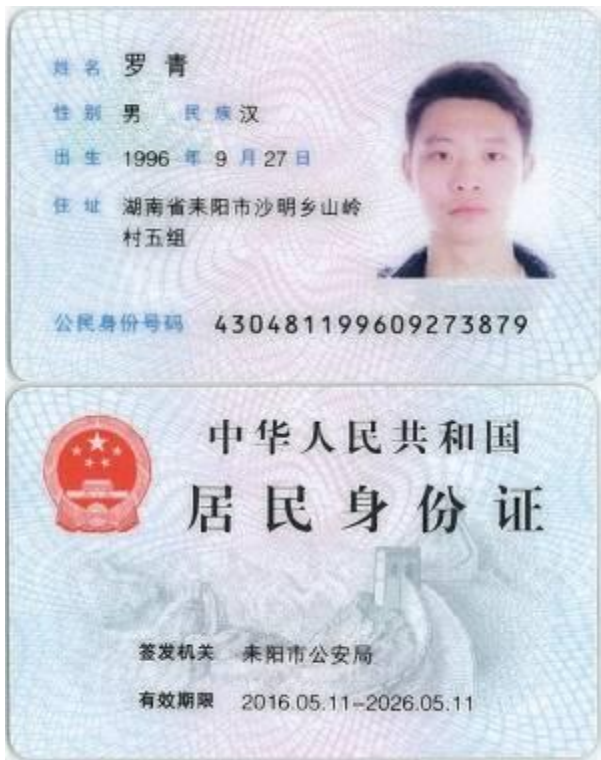 姓 名 罗 青
性 别 男 民 族 汉
出 生 1996 年 9 月 27 日
住 址 湖南省耒阳市沙明乡山岭
村五组
公民身份号码 430481199609273879
中华人民共和国
居民身份证
签发机关 耒阳市公安局
有效期限 2016.05.11-2026.05.11